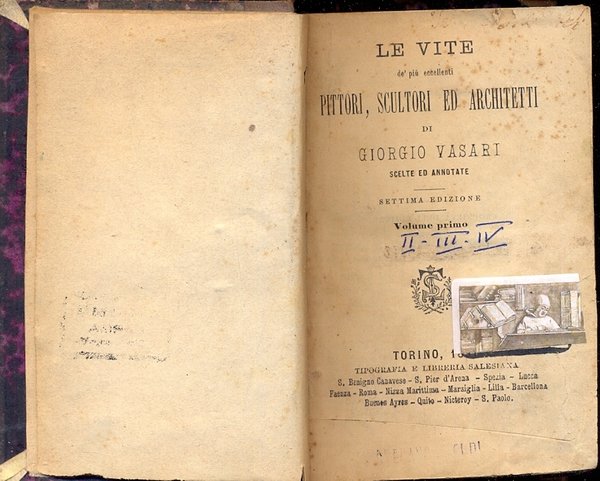 LE VITE
de' più eccellenti
PITTORI, SCULTORI ED ARCHITETTI
DI
GIORGIO VASARI
SCELTE ED ANNOTATE
SETTIMA EDIZIONE
Volume primo
II - III - IV
TORINO,
TIPOGRAFIA E LIBRERIA SALESIANA
S. Benigno Canavese - S. Pier d'Arena - Spezia - Lucca
Faenza - Roma - Nizza Marittima - Marsiglia - Lilla - Barcellona
Buenos Ayres - Quito - Nicteroy - S. Paolo.